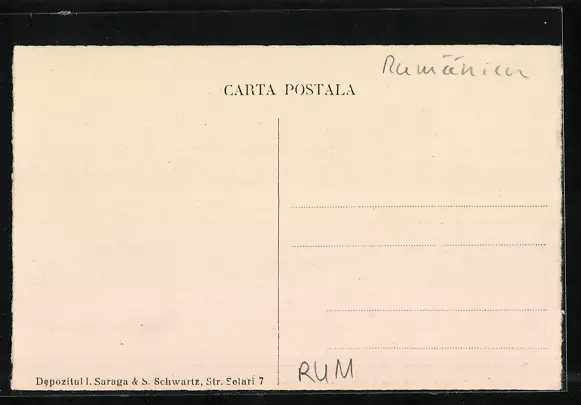 Rumänien
CARTA POSTALA
RUM
Depozitul I. Saraga & S. Schwartz, Str. Selari 7